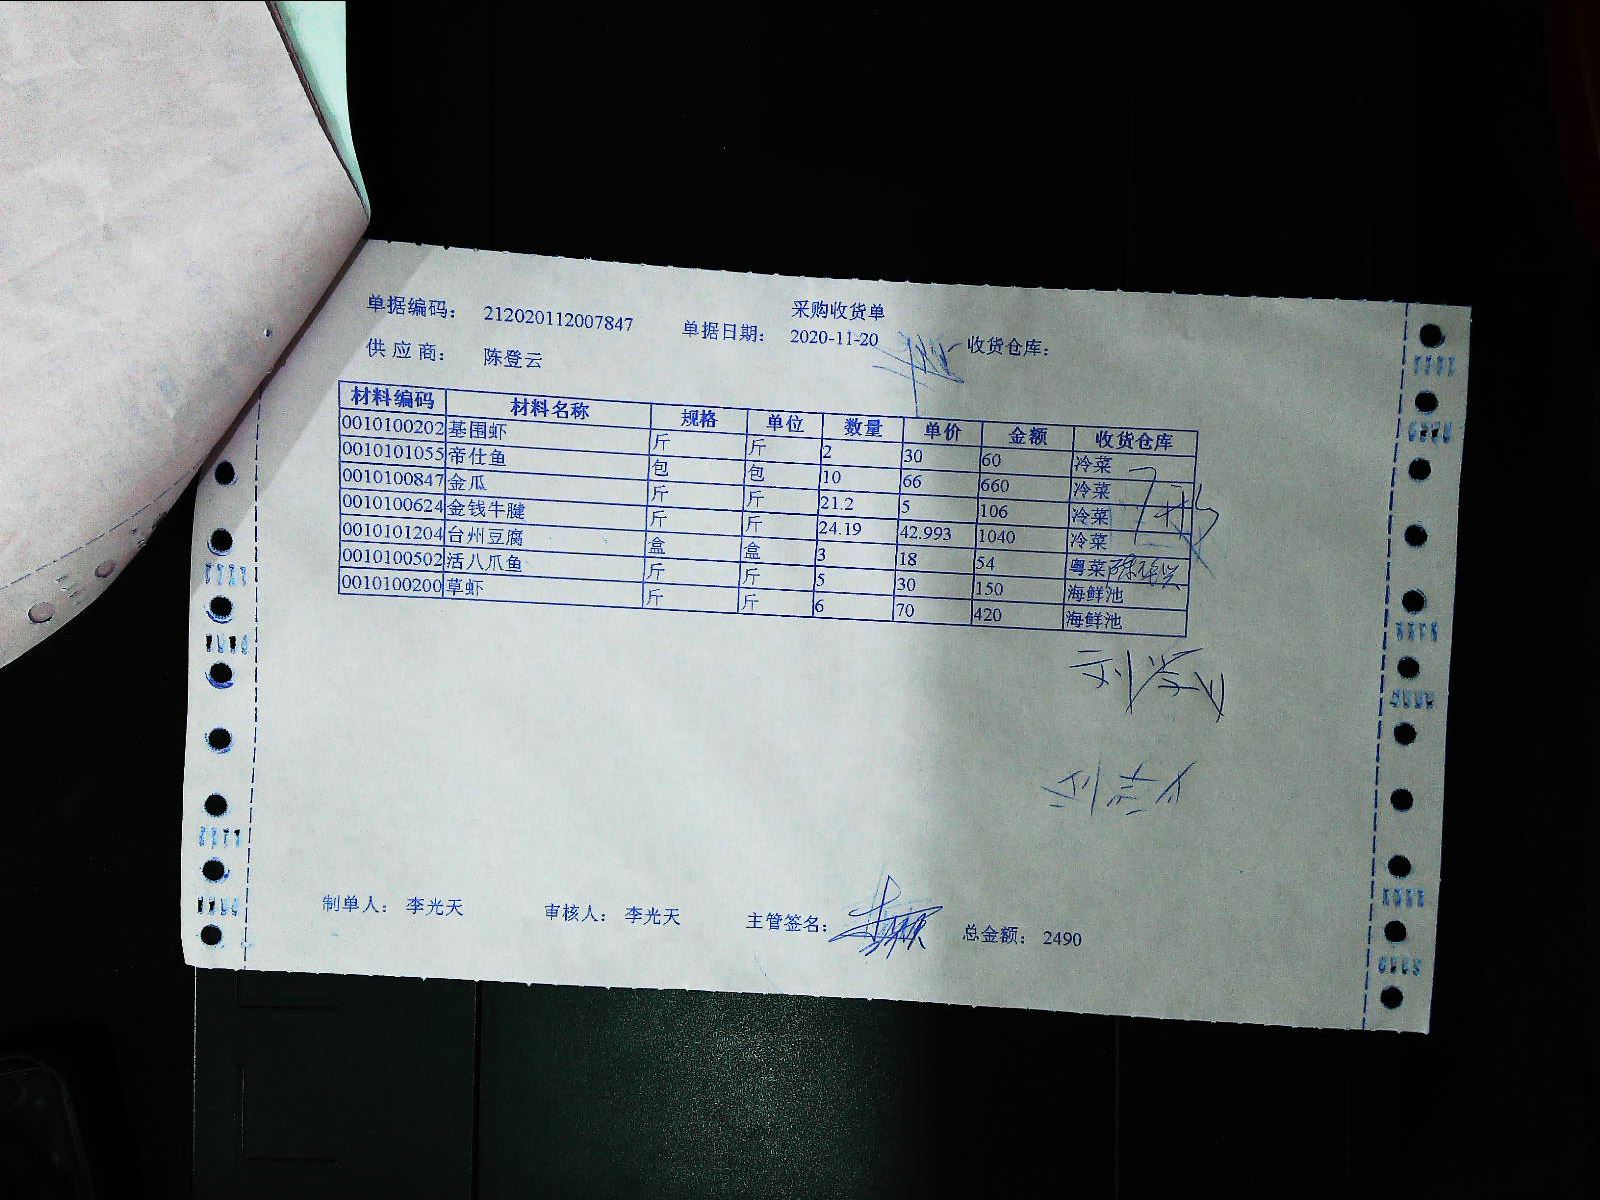 采购收货单
单据编码: 212020112007847 单据日期: 2020-11-20 收货仓库:
供应商: 陈登云
材料编码 材料名称 规格 单位 数量 单价 金额 收货仓库
0010100202 基围虾 斤 斤 2 30 60 冷菜
0010101055 帝仕鱼 包 包 10 66 660 冷菜
0010100847 金瓜 斤 斤 21.2 5 106 冷菜
0010100624 金钱牛腱 斤 斤 24.19 42.993 1040 冷菜
0010101204 台州豆腐 盒 盒 3 18 54 粤菜
0010100502 活八爪鱼 斤 斤 5 30 150 海鲜池
0010100200 草虾 斤 斤 6 70 420 海鲜池
制单人: 李光天 审核人: 李光天 主管签名: 总金额: 2490